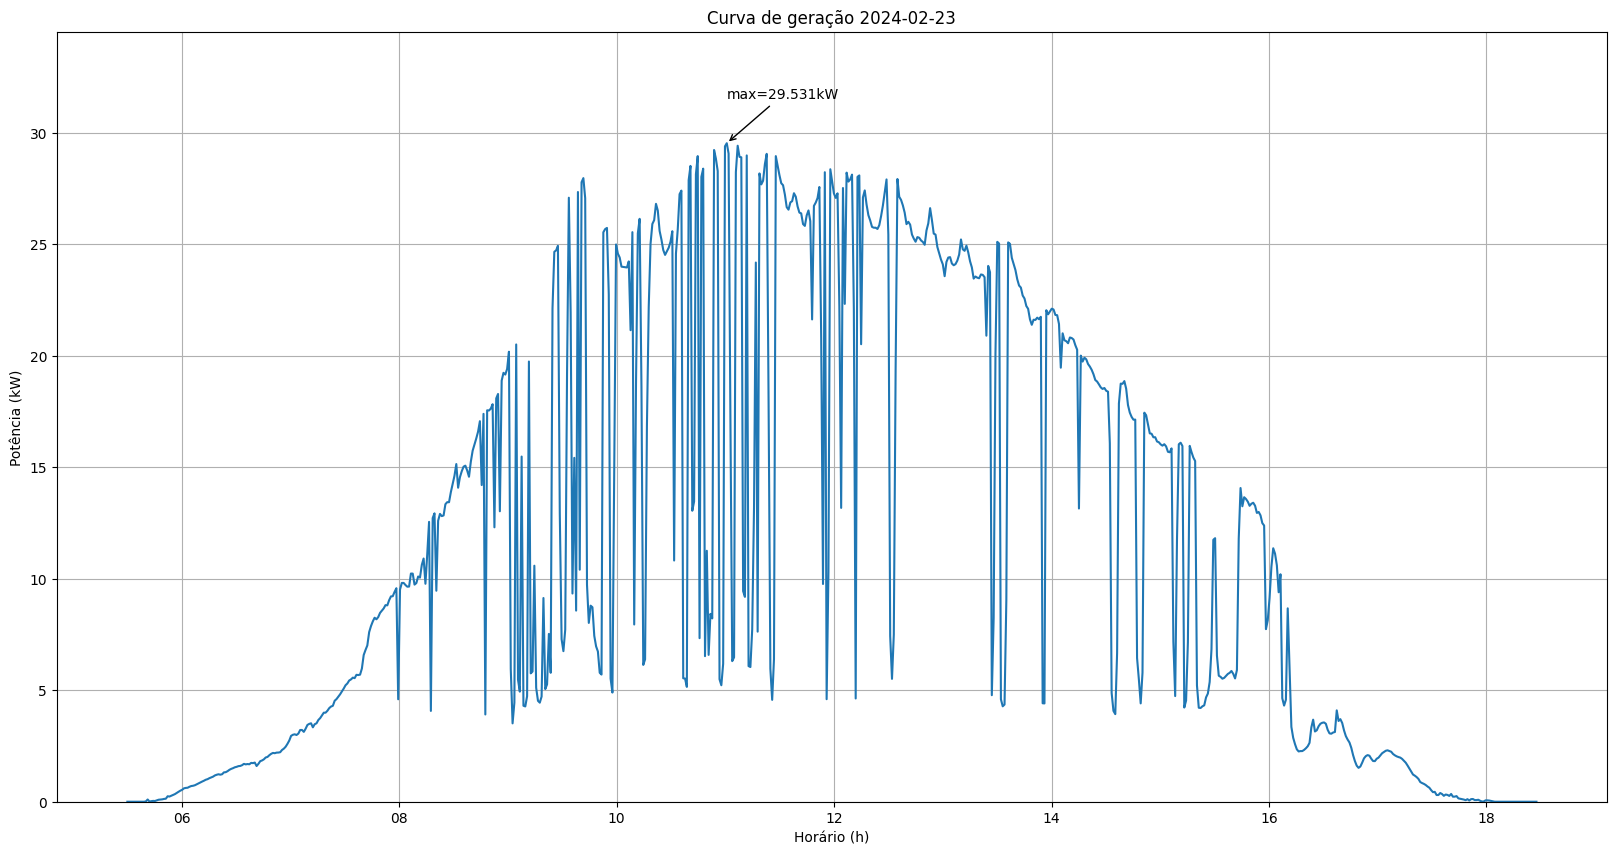 Curva de geração 2024-02-23
max=29.531kW
30
25
20
15
10
5
0
Potência (kW)
06 08 10 12 14 16 18
Horário (h)